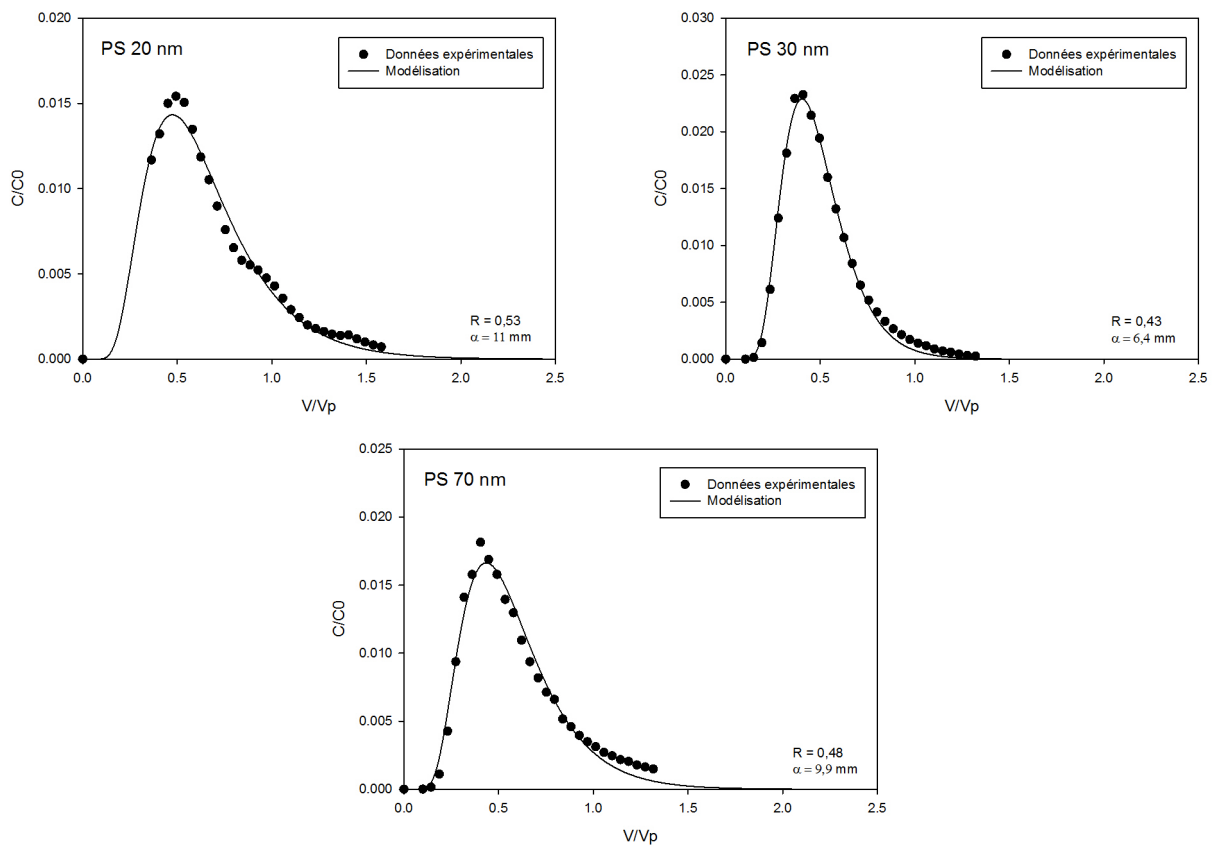 PS 20 nm
Données expérimentales
Modélisation
0.020
0.015
0.010
0.005
0.000
C/C0
R = 0,53
α = 11 mm
0.0 0.5 1.0 1.5 2.0 2.5
V/Vp
PS 30 nm
Données expérimentales
Modélisation
0.030
0.025
0.020
0.015
0.010
0.005
0.000
C/C0
R = 0,43
α = 6,4 mm
0.0 0.5 1.0 1.5 2.0 2.5
V/Vp
PS 70 nm
Données expérimentales
Modélisation
0.025
0.020
0.015
0.010
0.005
0.000
C/C0
R = 0,48
α = 9,9 mm
0.0 0.5 1.0 1.5 2.0 2.5
V/Vp